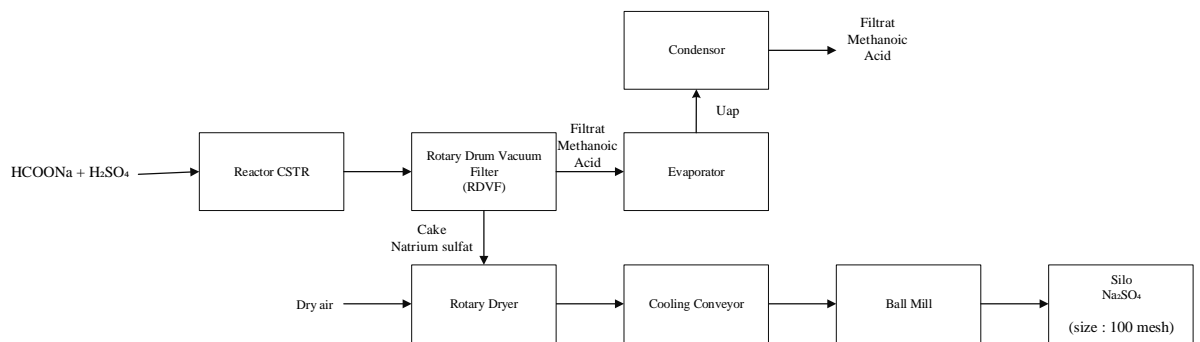 Condensor
Filtrat
Methanoic
Acid
Uap
HCOONa + H₂SO₄
Reactor CSTR
Rotary Drum Vacuum
Filter
(RDVF)
Filtrat
Methanoic
Acid
Evaporator
Cake
Natrium sulfat
Dry air
Rotary Dryer
Cooling Conveyor
Ball Mill
Silo
Na₂SO₄
(size : 100 mesh)